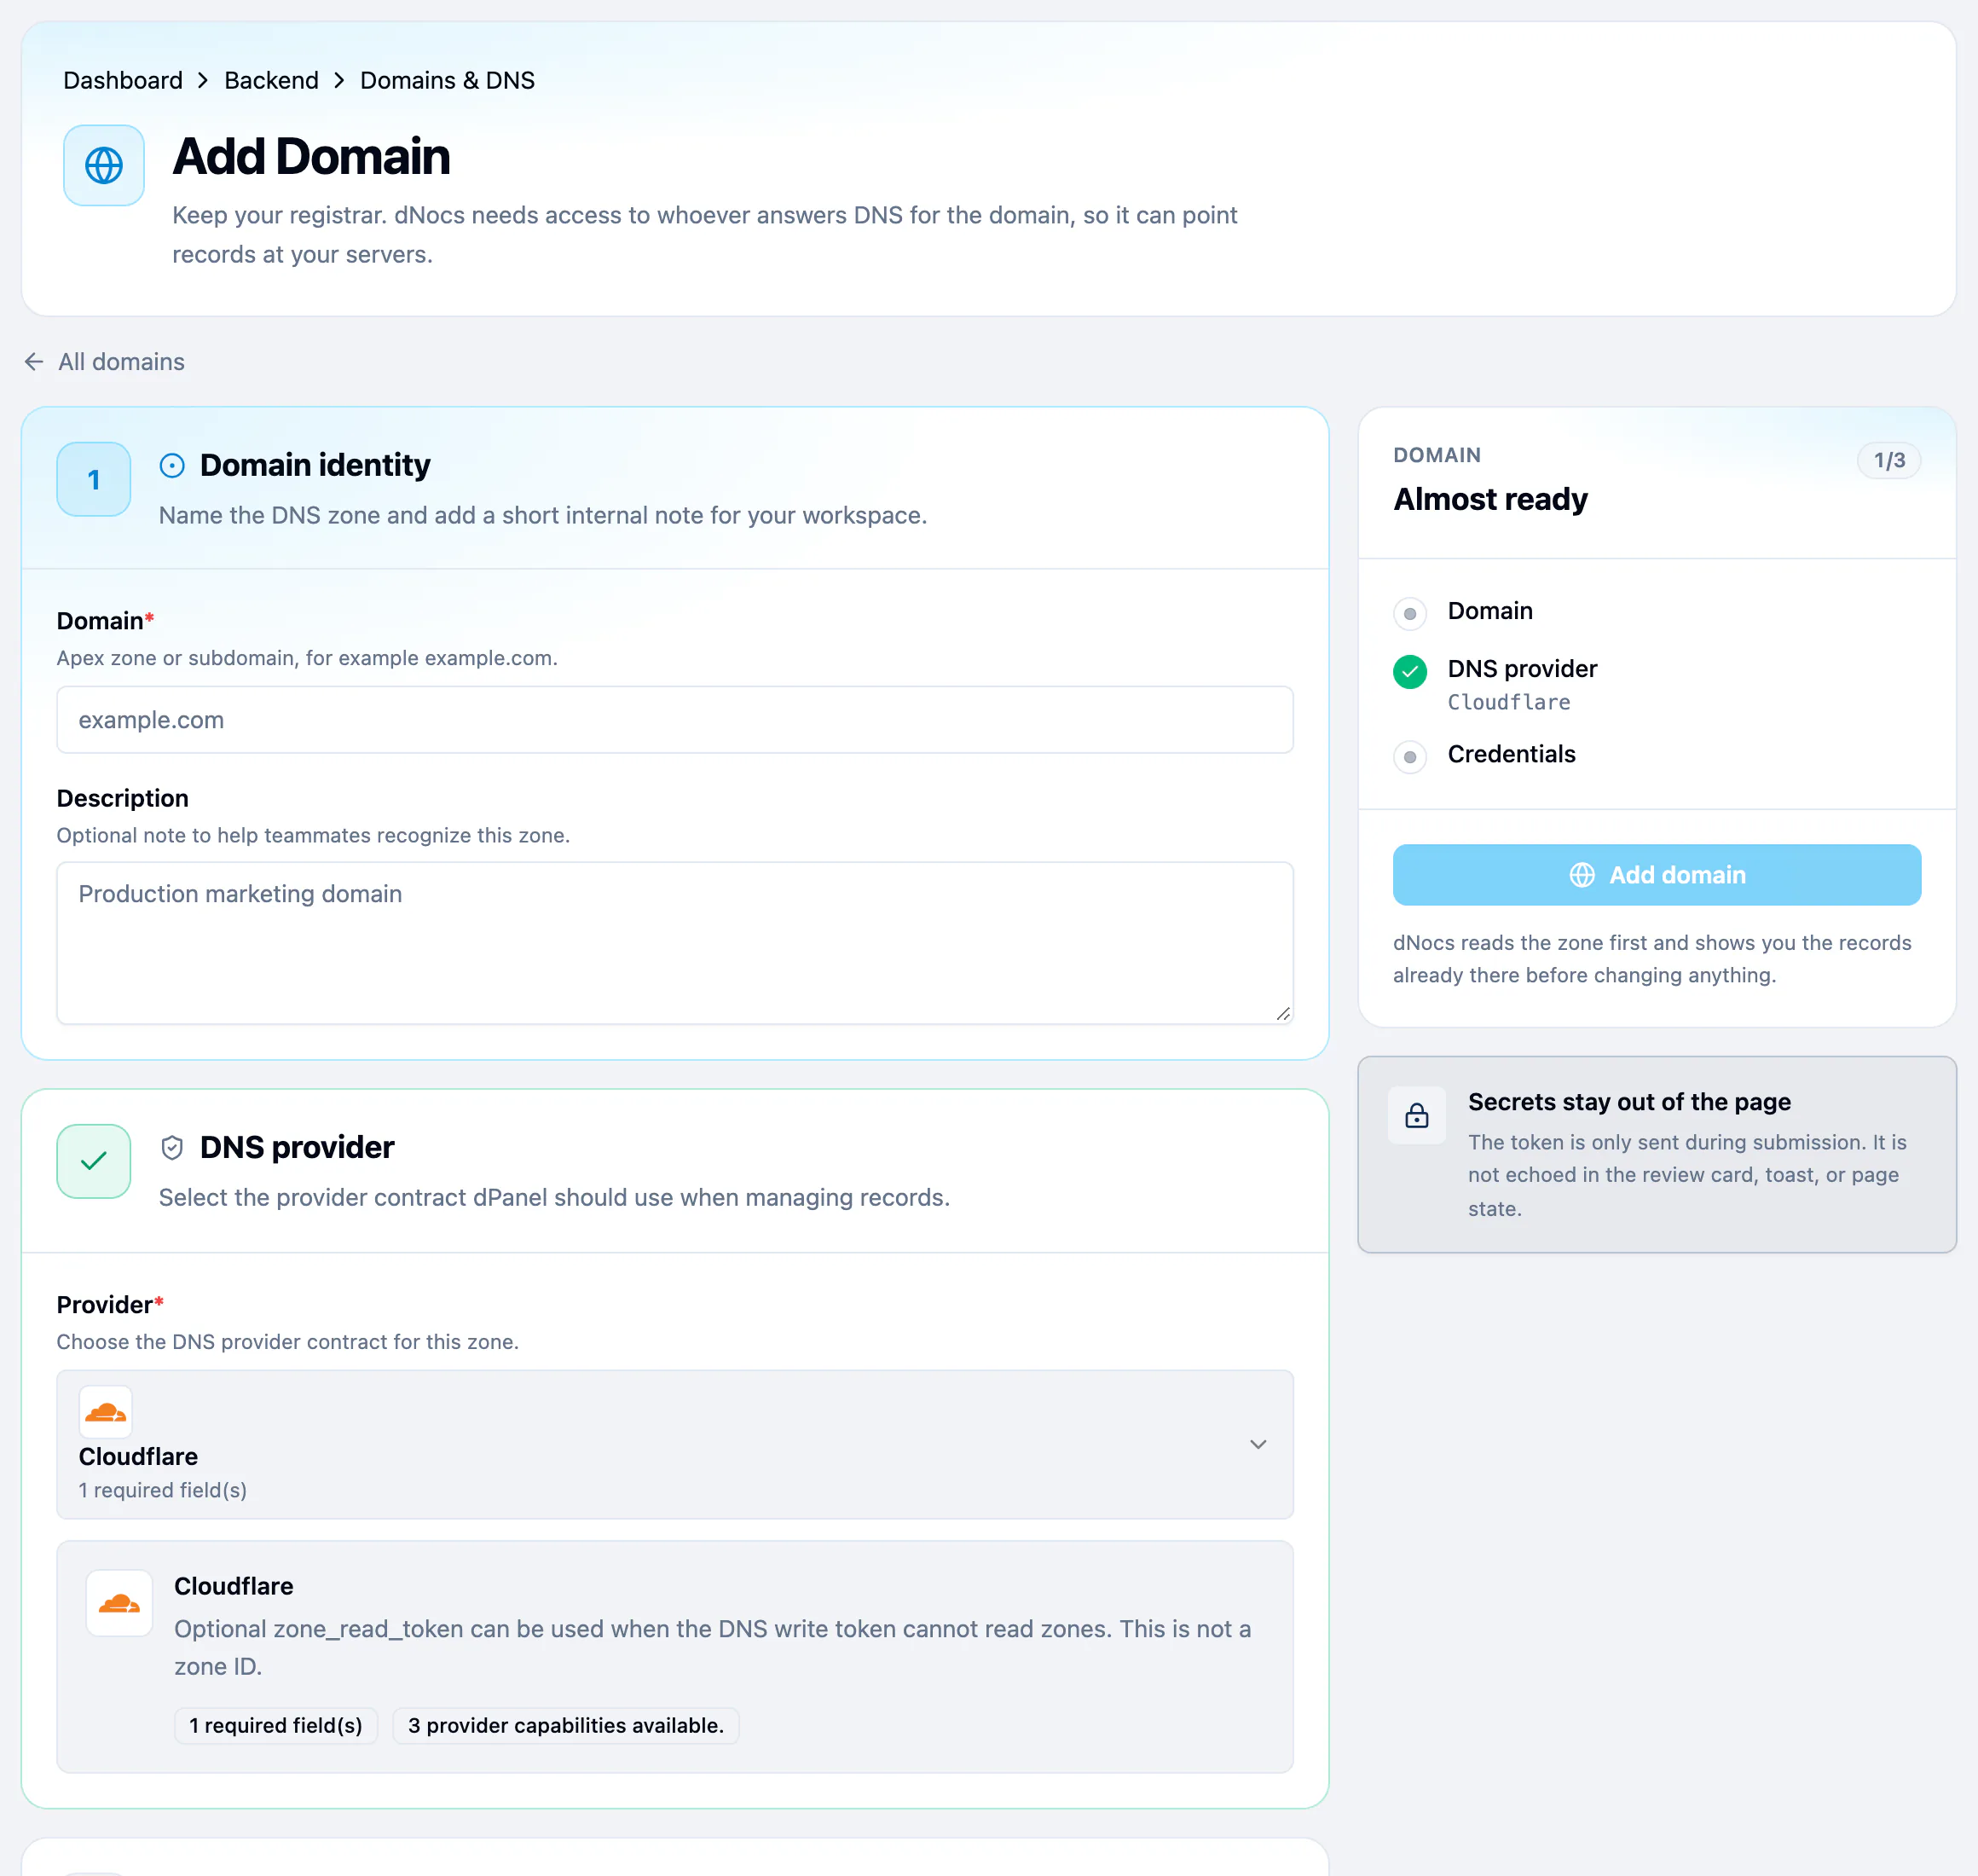 Dashboard > Backend > Domains & DNS
Add Domain
Keep your registrar. dNocs needs access to whoever answers DNS for the domain, so it can point
records at your servers.
← All domains
1
Domain identity
Name the DNS zone and add a short internal note for your workspace.
Domain*
Apex zone or subdomain, for example example.com.
example.com
Description
Optional note to help teammates recognize this zone.
Production marketing domain
DNS provider
Select the provider contract dPanel should use when managing records.
Provider*
Choose the DNS provider contract for this zone.
Cloudflare
1 required field(s)
Cloudflare
Optional zone_read_token can be used when the DNS write token cannot read zones. This is not a
zone ID.
1 required field(s)
3 provider capabilities available.
DOMAIN
1/3
Almost ready
Domain
DNS provider
Cloudflare
Credentials
Add domain
dNocs reads the zone first and shows you the records
already there before changing anything.
Secrets stay out of the page
The token is only sent during submission. It is
not echoed in the review card, toast, or page
state.